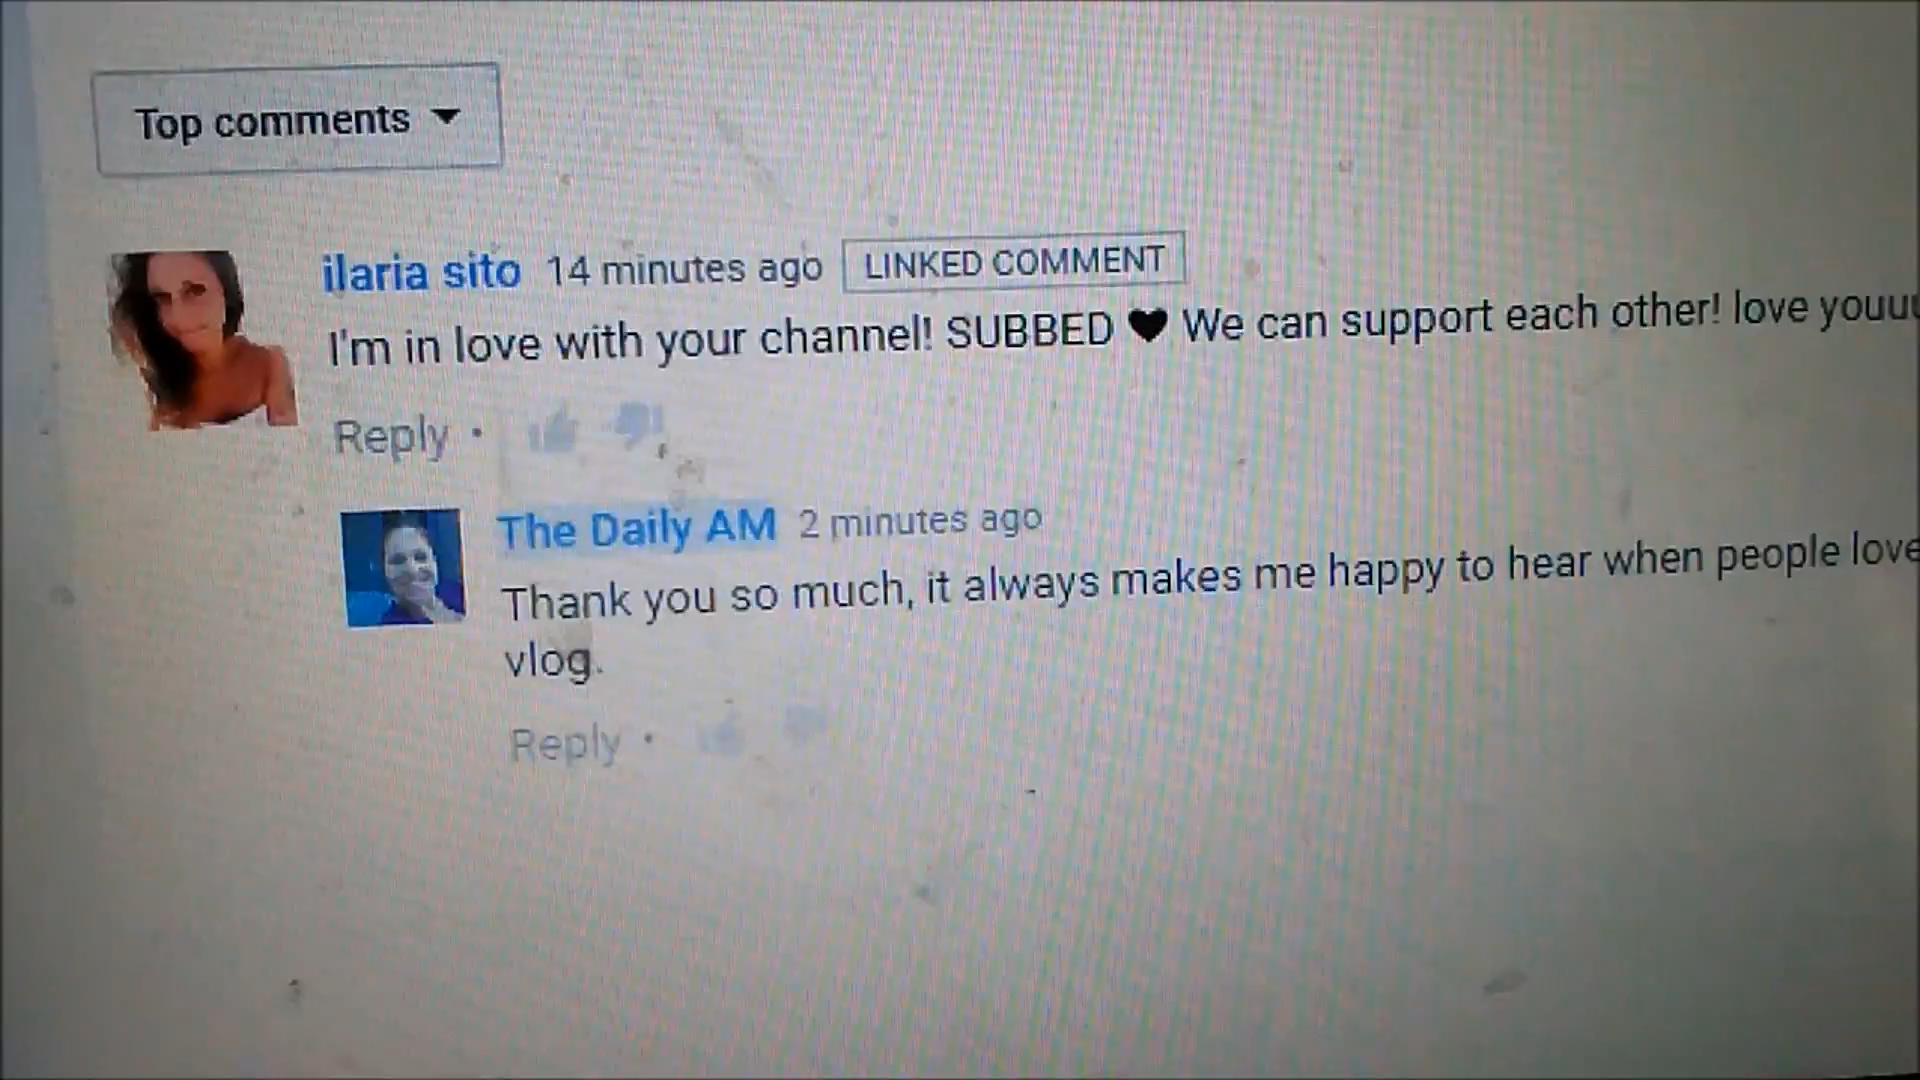 Top comments
ilaria sito 14 minutes ago LINKED COMMENT
I'm in love with your channel! SUBBED ♥ We can support each other! love youuu
Reply •
The Daily AM 2 minutes ago
Thank you so much, it always makes me happy to hear when people love
vlog.
Reply •